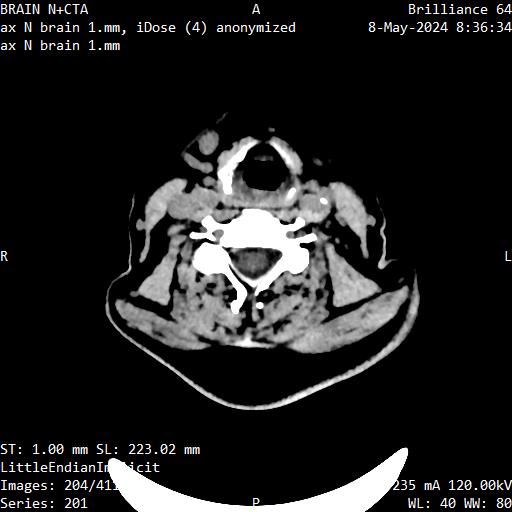 BRAIN N+CTA A Brilliance 64
ax N brain 1.mm, iDose (4) anonymized 8-May-2024 8:36:34
ax N brain 1.mm
R L
ST: 1.00 mm SL: 223.02 mm
Images: 204/41
235 mA 120.00kV
Series: 201 P WL: 40 WW: 80